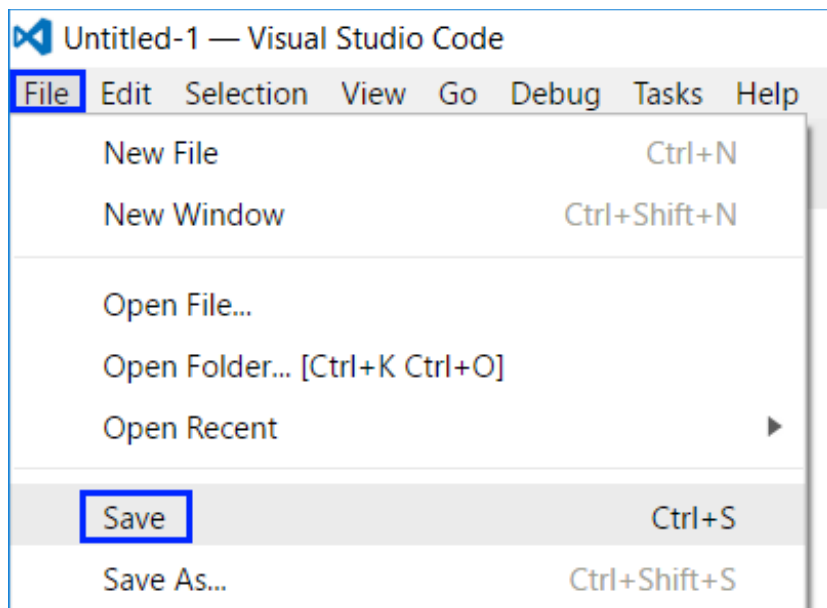 Untitled-1 — Visual Studio Code
File Edit Selection View Go Debug Tasks Help
New File Ctrl+N
New Window Ctrl+Shift+N
Open File...
Open Folder... [Ctrl+K Ctrl+O]
Open Recent
Save Ctrl+S
Save As... Ctrl+Shift+S